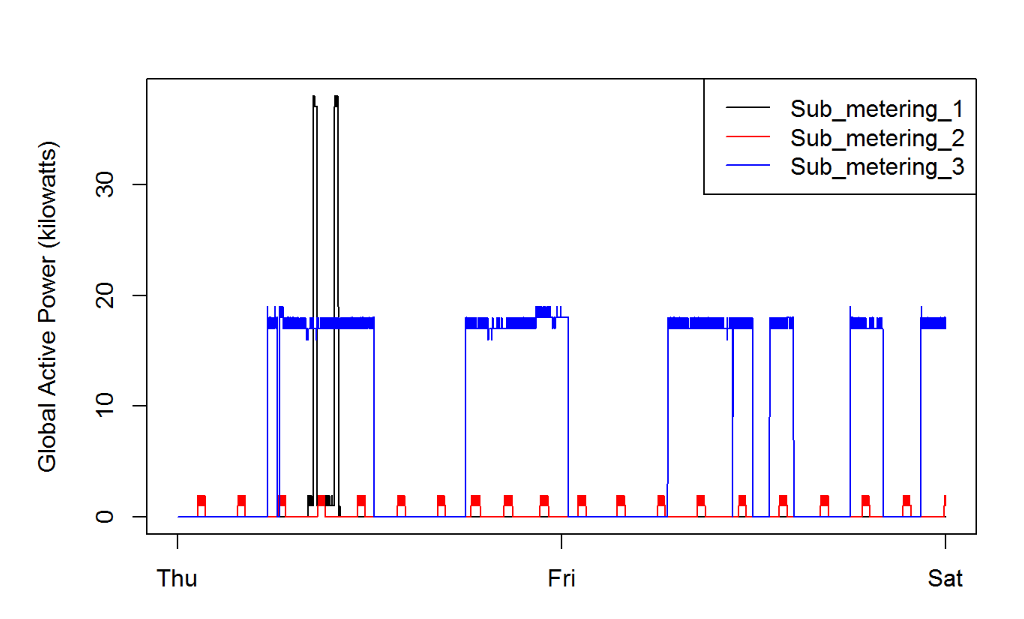 Sub_metering_1
Sub_metering_2
Sub_metering_3
Global Active Power (kilowatts)
30
20
10
0
Thu Fri Sat